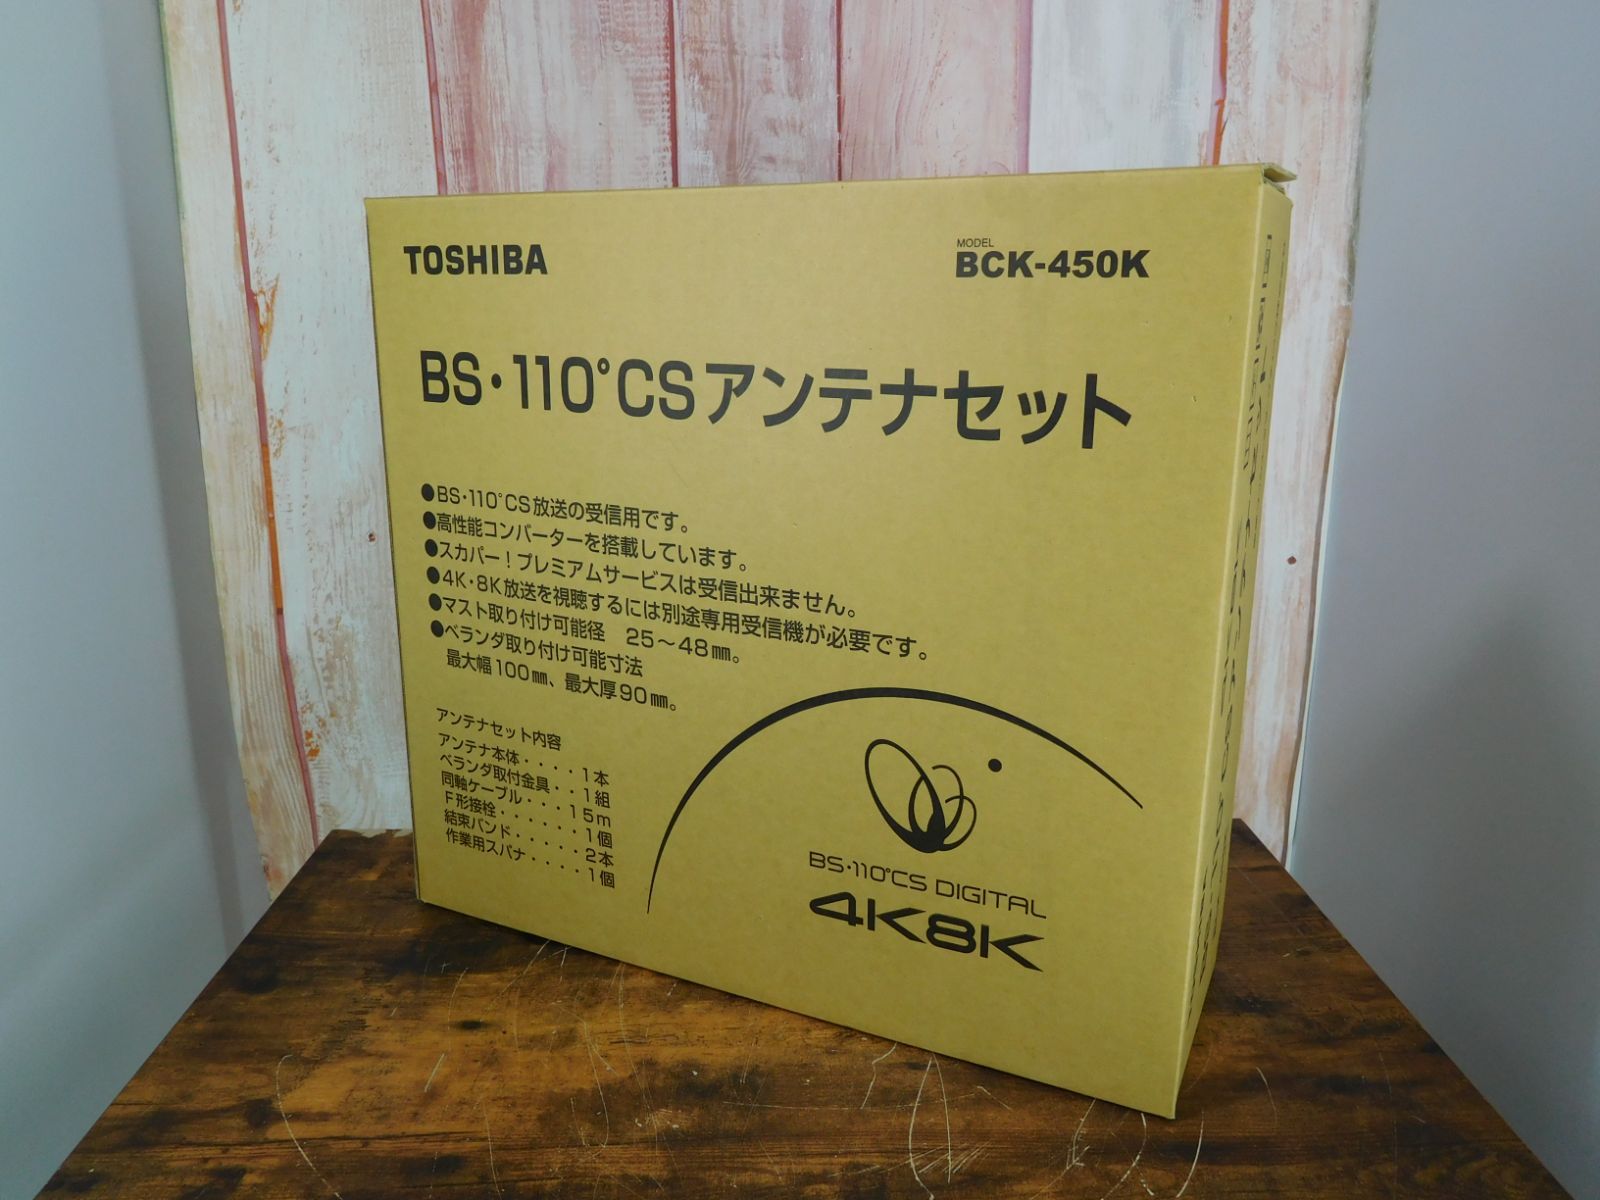 TOSHIBA
MODEL
BCK-450K
BS・110°CSアンテナセット
●BS・110°CS放送の受信用です。
●高性能コンバーターを搭載しています。
●スカパー！プレミアムサービスは受信出来ません。
●4K・8K放送を視聴するには別途専用受信機が必要です。
●マスト取り付け可能径　25～48㎜。
●ベランダ取り付け可能寸法
最大幅100㎜、最大厚90㎜。
アンテナセット内容
アンテナ本体・・・・1本
ベランダ取付金具・・1組
同軸ケーブル・・・15m
F形接栓・・・・・・1個
結束バンド・・・・・2本
作業用スパナ・・・・1個
BS・110°CS DIGITAL
4K8K